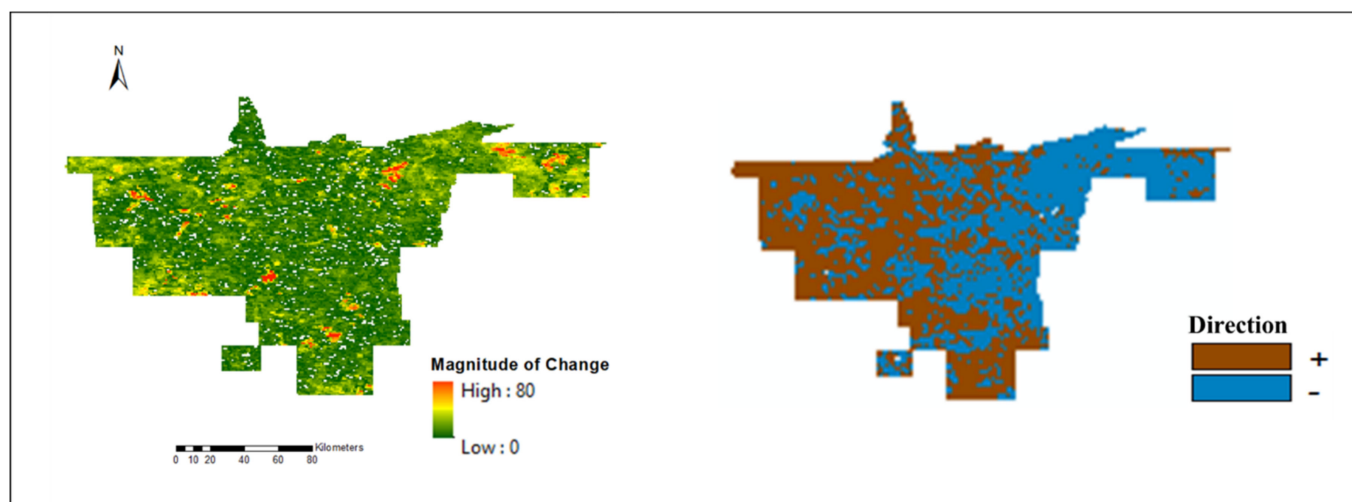 N
Magnitude of Change
High : 80
Low : 0
Kilometers
0 10 20 40 60 80
Direction
+
-